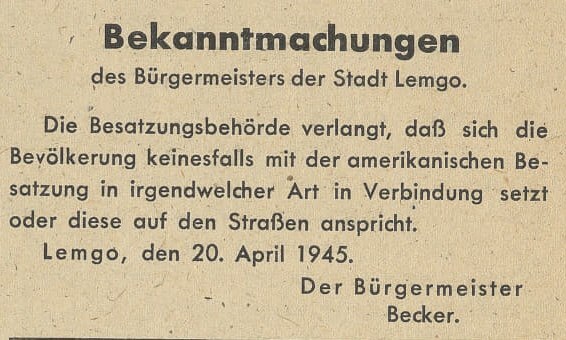 Bekanntmachungen
des Bürgermeisters der Stadt Lemgo.
Die Besatzungsbehörde verlangt, daß sich die
Bevölkerung keinesfalls mit der amerikanischen Be-
satzung in irgendwelcher Art in Verbindung setzt
oder diese auf den Straßen anspricht.
Lemgo, den 20. April 1945.
Der Bürgermeister
Becker.